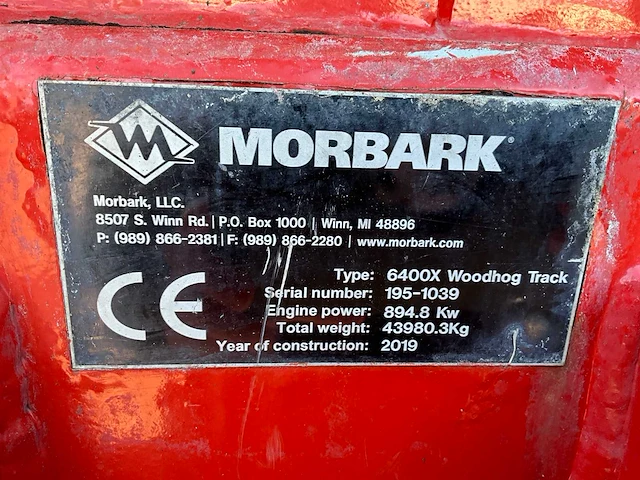 MORBARK®
Morbark, LLC.
8507 S. Winn Rd. | P.O. Box 1000 | Winn, MI 48896
P: (989) 866-2381 | F: (989) 866-2280 | www.morbark.com
CE
Type: 6400X Woodhog Track
Serial number: 195-1039
Engine power: 894.8 Kw
Total weight: 43980.3Kg
Year of construction: 2019